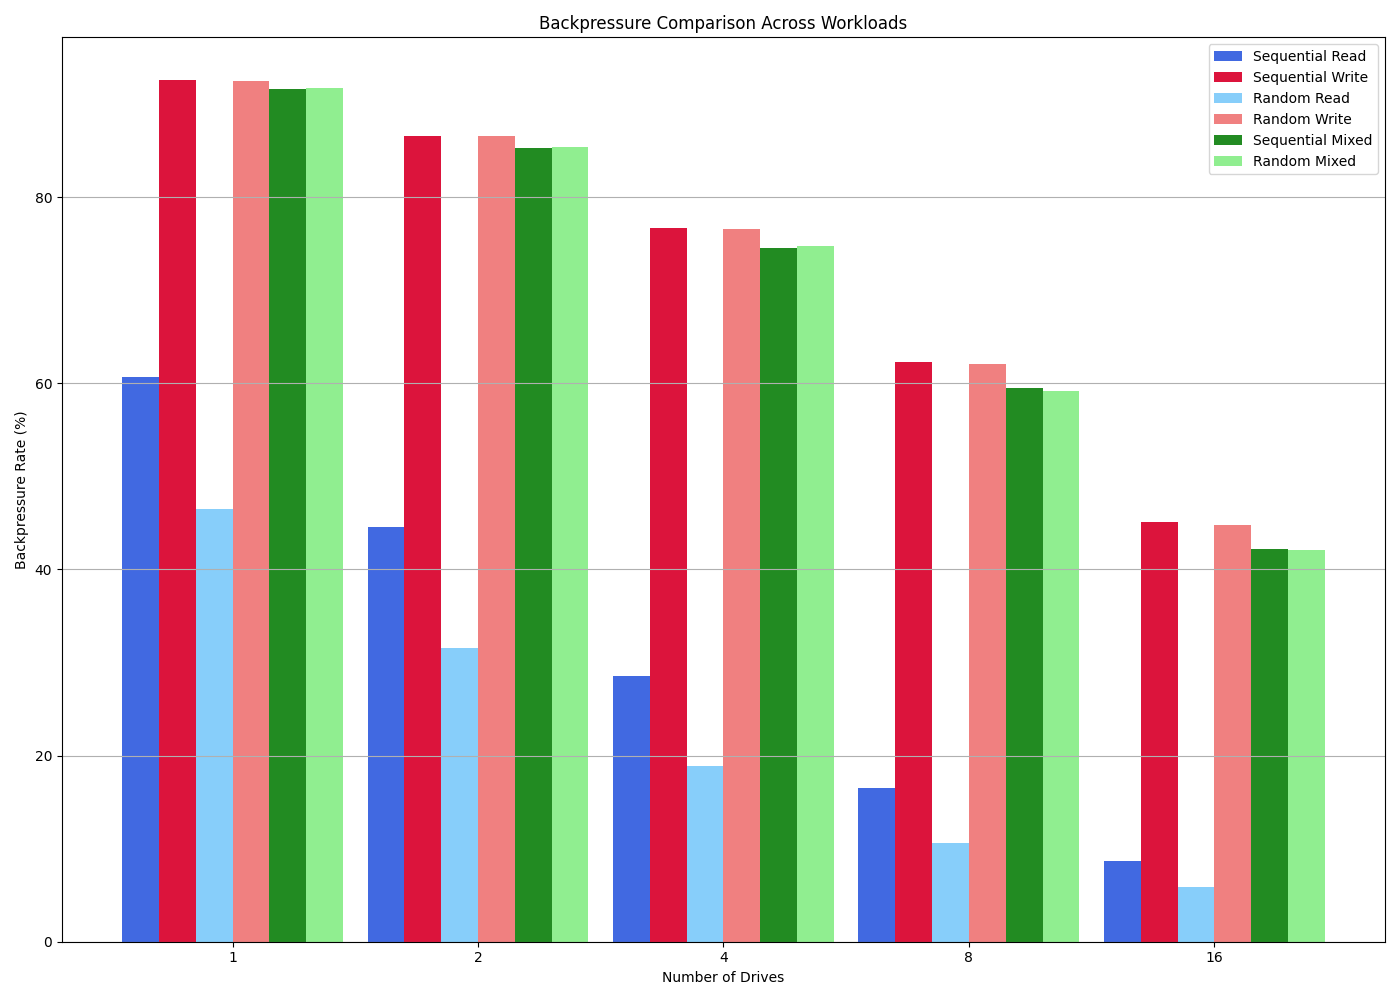 Backpressure Comparison Across Workloads
Sequential Read
Sequential Write
Random Read
Random Write
Sequential Mixed
Random Mixed
Backpressure Rate (%)
80
60
40
20
0
1 2 4 8 16
Number of Drives